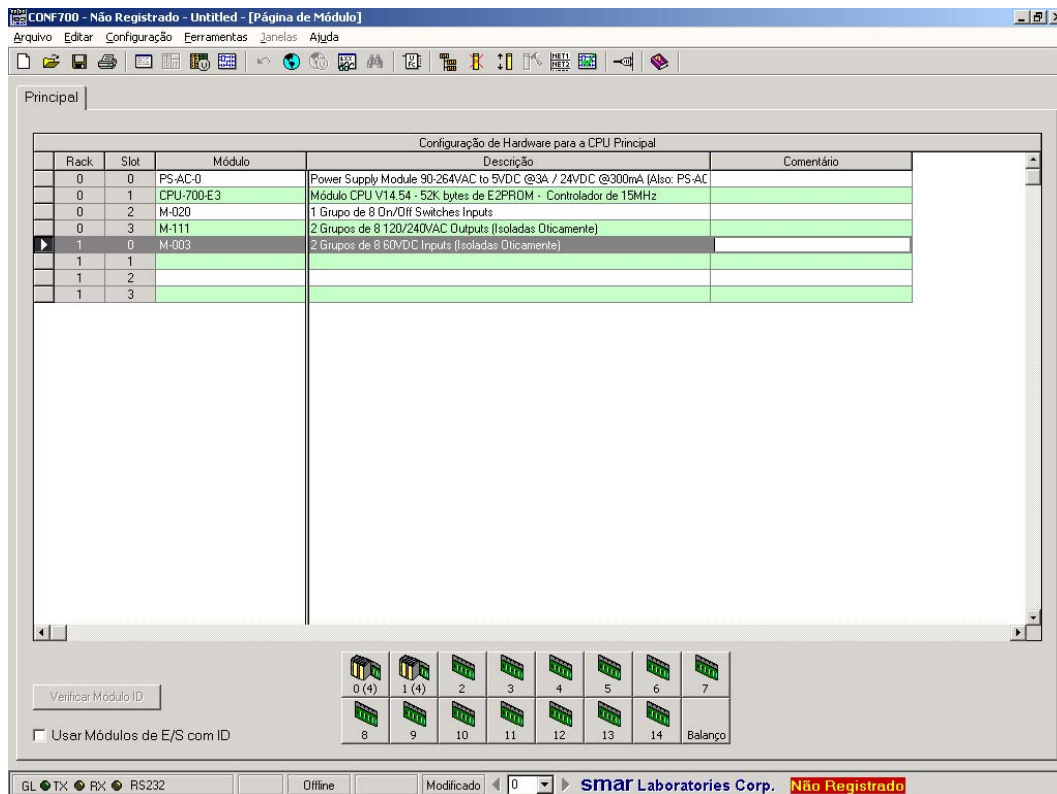 CONF700 - Não Registrado - Untitled - [Página de Módulo]
Arquivo Editar Configuração Ferramentas Janelas Ajuda
Principal
Configuração de Hardware para a CPU Principal
Rack Slot Módulo Descrição Comentário
0 0 PS-AC-0 Power Supply Module 90-264VAC to 5VDC @3A / 24VDC @300mA (Also: PS-AC
0 1 CPU-700-E3 Módulo CPU V14.54 - 52K bytes de E2PROM - Controlador de 15MHz
0 2 M-020 1 Grupo de 8 On/Off Switches Inputs
0 3 M-111 2 Grupos de 8 120/240VAC Outputs (Isoladas Oticamente)
1 0 M-003 2 Grupos de 8 60VDC Inputs (Isoladas Oticamente)
1 1
1 2
1 3
0 (4) 1 (4) 2 3 4 5 6 7
Verificar Módulo ID
8 9 10 11 12 13 14 Balanço
Usar Módulos de E/S com ID
GL TX RX RS232 Offline Modificado 0 smar Laboratories Corp. Não Registrado